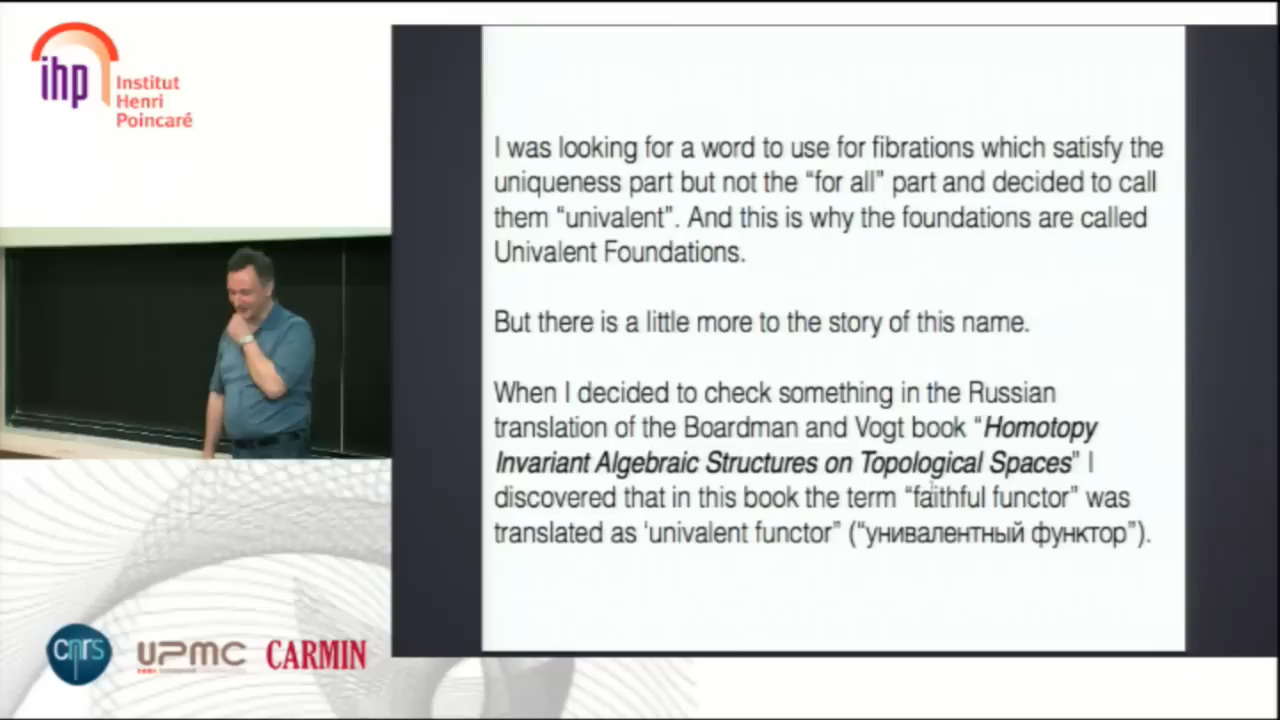 ihp
Institut
Henri
Poincaré
I was looking for a word to use for fibrations which satisfy the
uniqueness part but not the “for all” part and decided to call
them “univalent”. And this is why the foundations are called
Univalent Foundations.
But there is a little more to the story of this name.
When I decided to check something in the Russian
translation of the Boardman and Vogt book “Homotopy
Invariant Algebraic Structures on Topological Spaces” I
discovered that in this book the term “faithful functor” was
translated as ‘univalent functor” (“унивалентный функтор”).
cnrs
UPMC
CARMIN